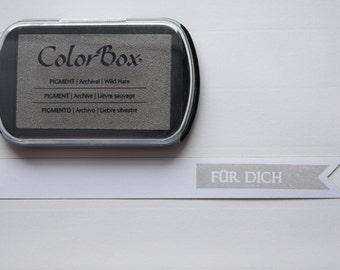 ColorBox
PIGMENT | Archival | Wild Hare
PIGMENT | Archive | Lièvre sauvage
PIGMENTO | Archivo | Liebre silvestre
FÜR DICH